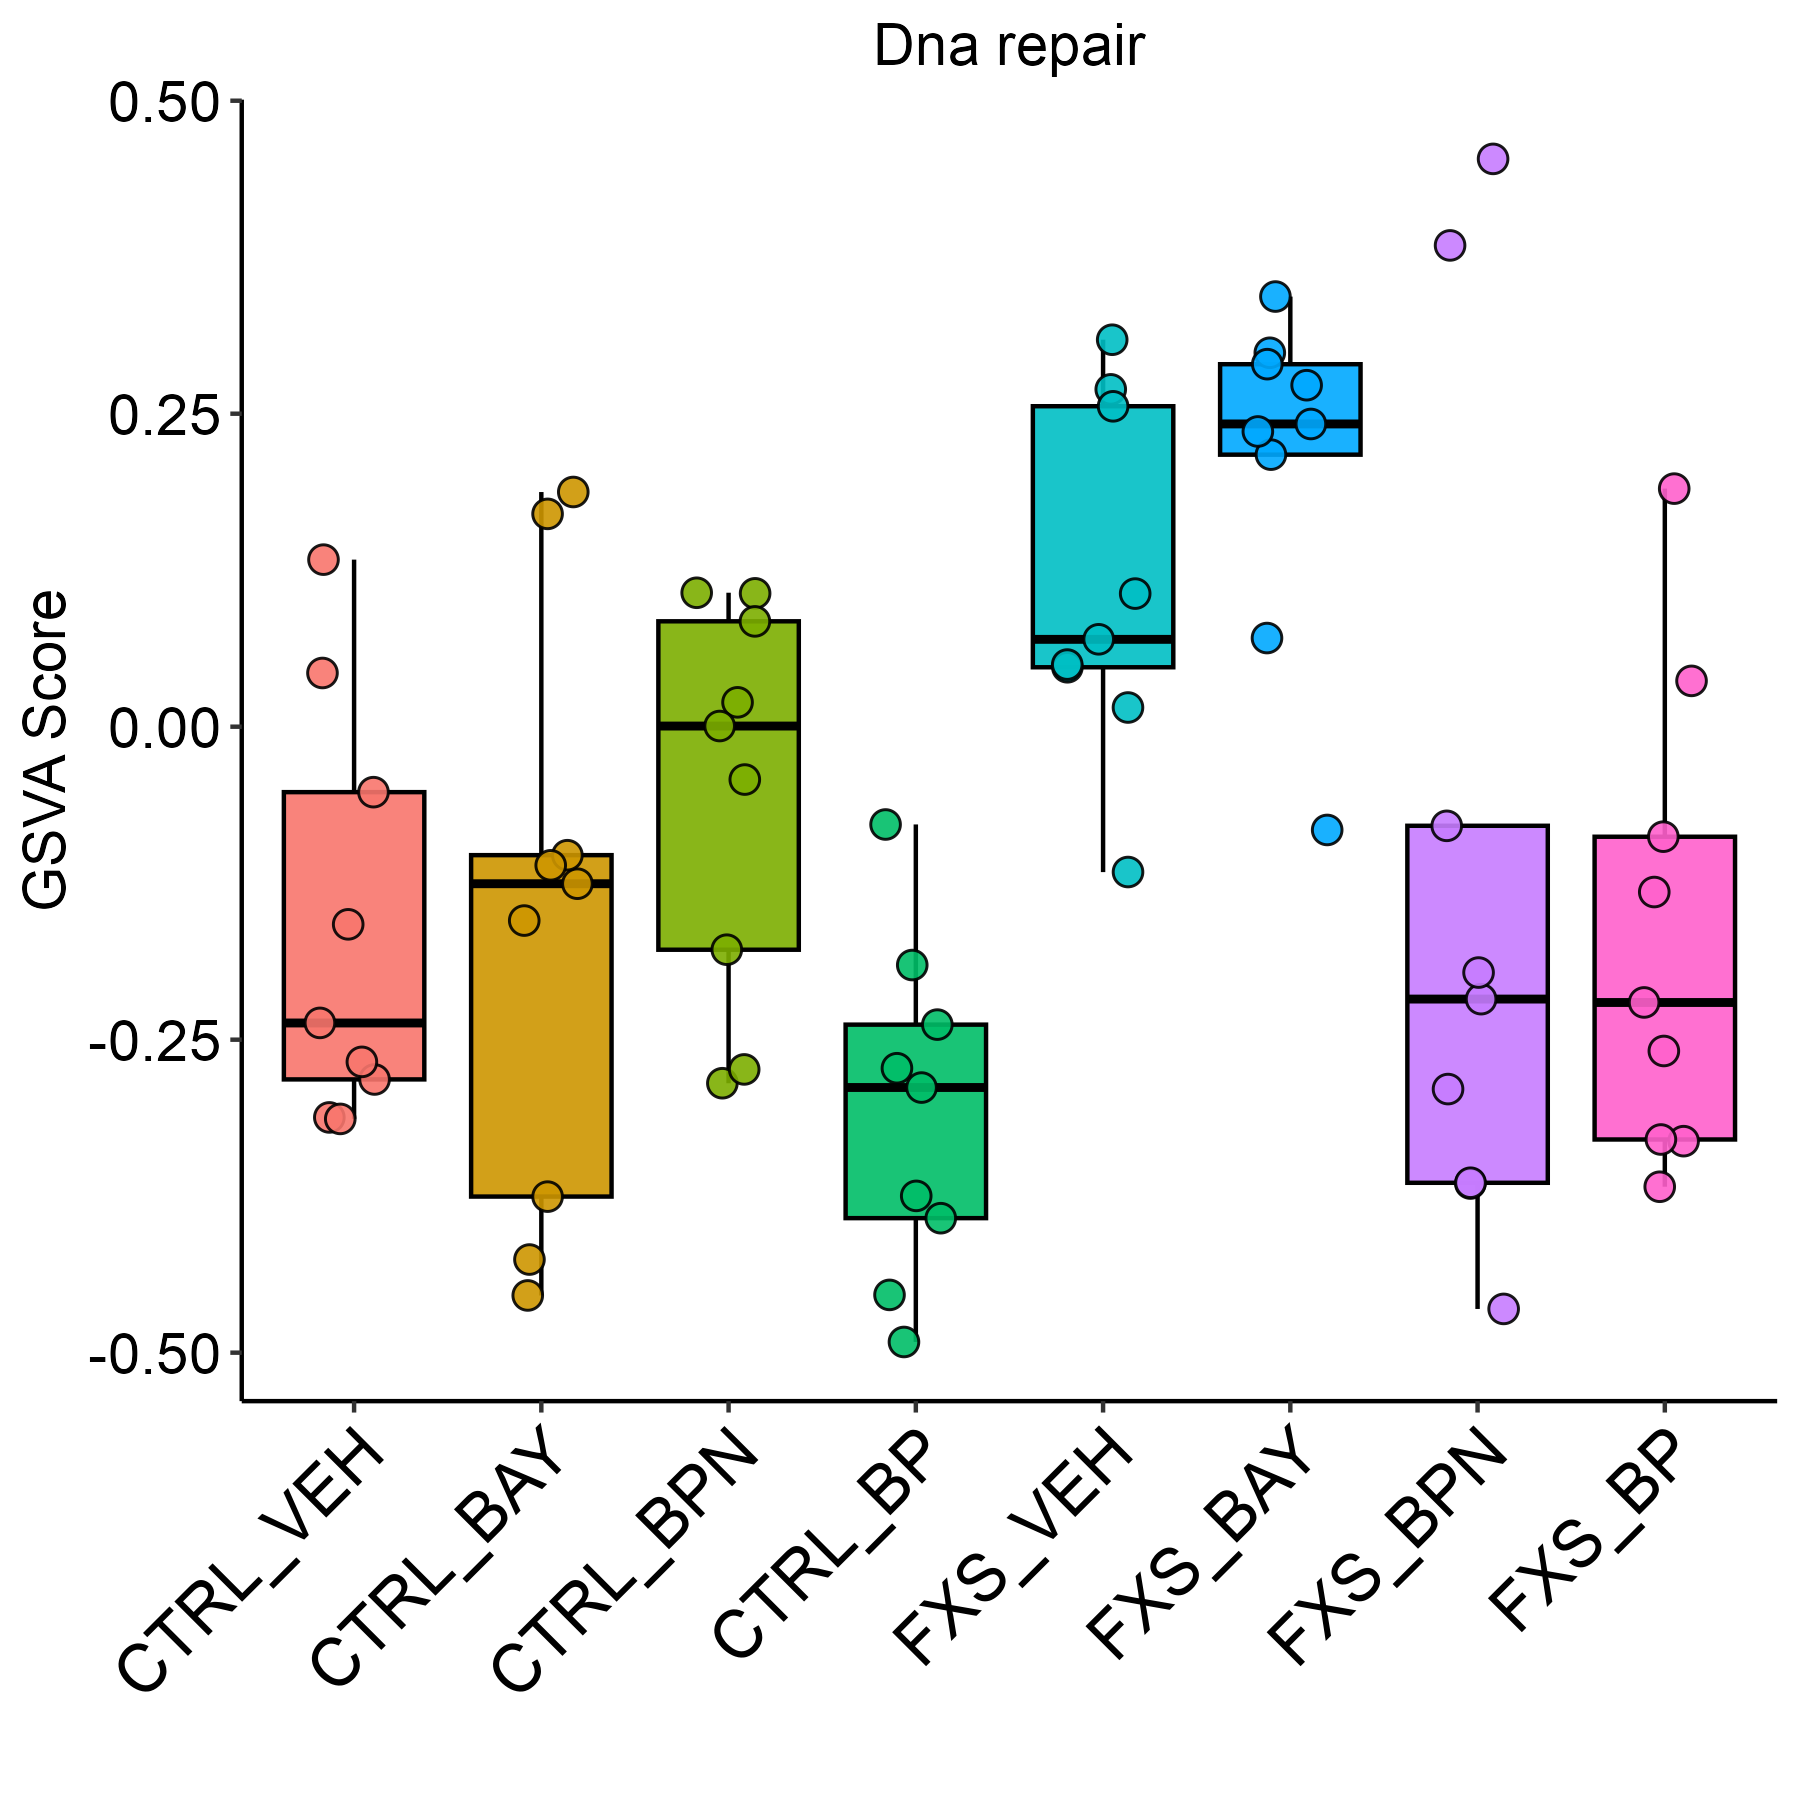 Dna repair
GSVA Score
0.50
0.25
0.00
-0.25
-0.50
CTRL_VEH
CTRL_BAY
CTRL_BPN
CTRL_BP
FXS_VEH
FXS_BAY
FXS_BPN
FXS_BP